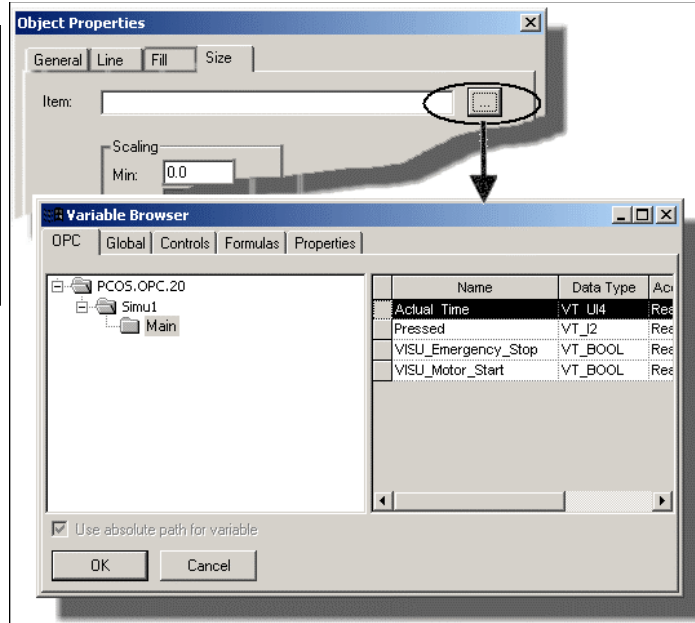 Object Properties
General Line Fill Size
Item:
...
Scaling
Min: 0.0
Variable Browser
OPC Global Controls Formulas Properties
PCOS.OPC.20
Simu1
Main
Name Data Type
Actual_Time VT_UI4
Pressed VT_I2
VISU_Emergency_Stop VT_BOOL
VISU_Motor_Start VT_BOOL
Use absolute path for variable
OK Cancel